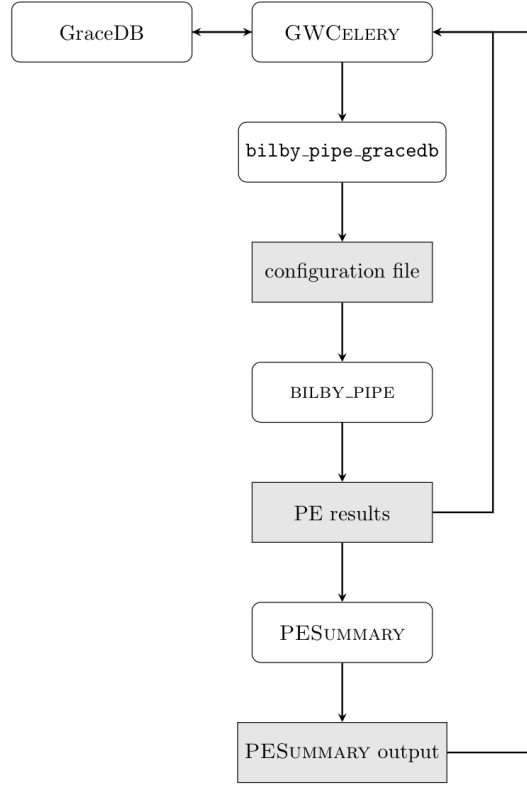 GraceDB
GWCELERY
bilby_pipe_gracedb
configuration file
BILBY_PIPE
PE results
PESUMMARY
PESUMMARY output